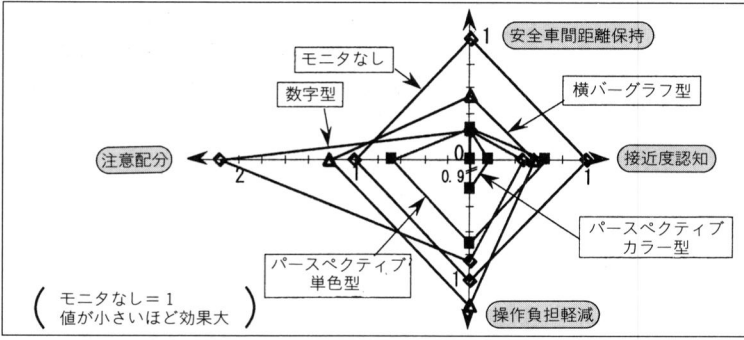 1
安全車間距離保持
モニタなし
数字型
横バーグラフ型
注意配分
2
1
0
0.9
1
接近度認知
パースペクティブ
カラー型
パースペクティブ
単色型
1
操作負担軽減
モニタなし＝1
値が小さいほど効果大